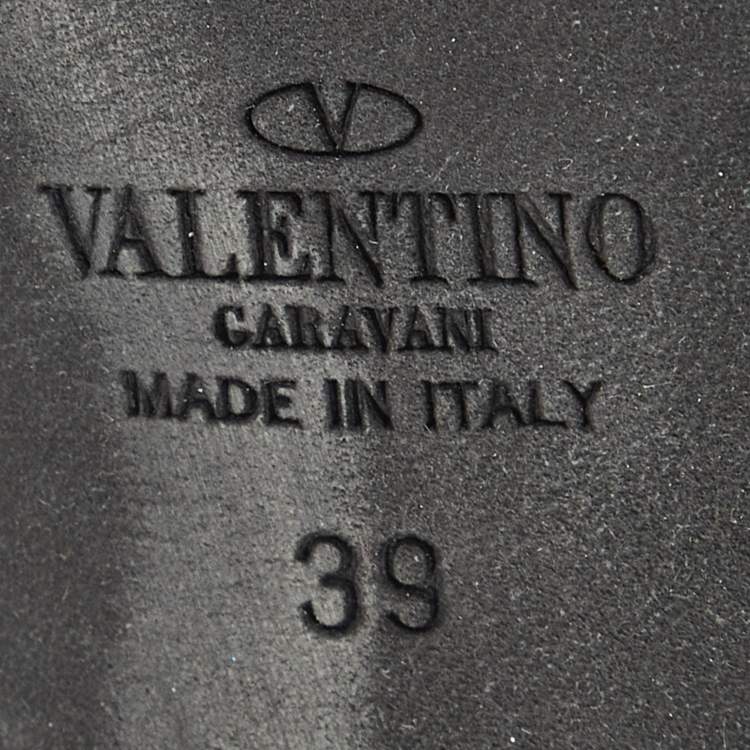 V
VALENTINO
GARAVANI
MADE IN ITALY
39